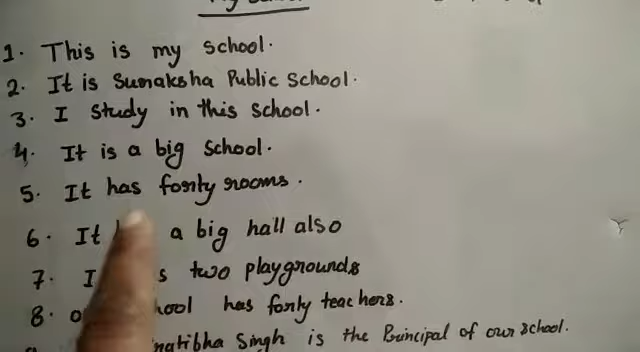 My School
1. This is my school.
2. It is Sunaksha Public School.
3. I study in this school.
4. It is a big school.
5. It has forty rooms.
6. It a big hall also
7. two playgrounds
8. has forty teachers.
Singh is the Principal of our school.